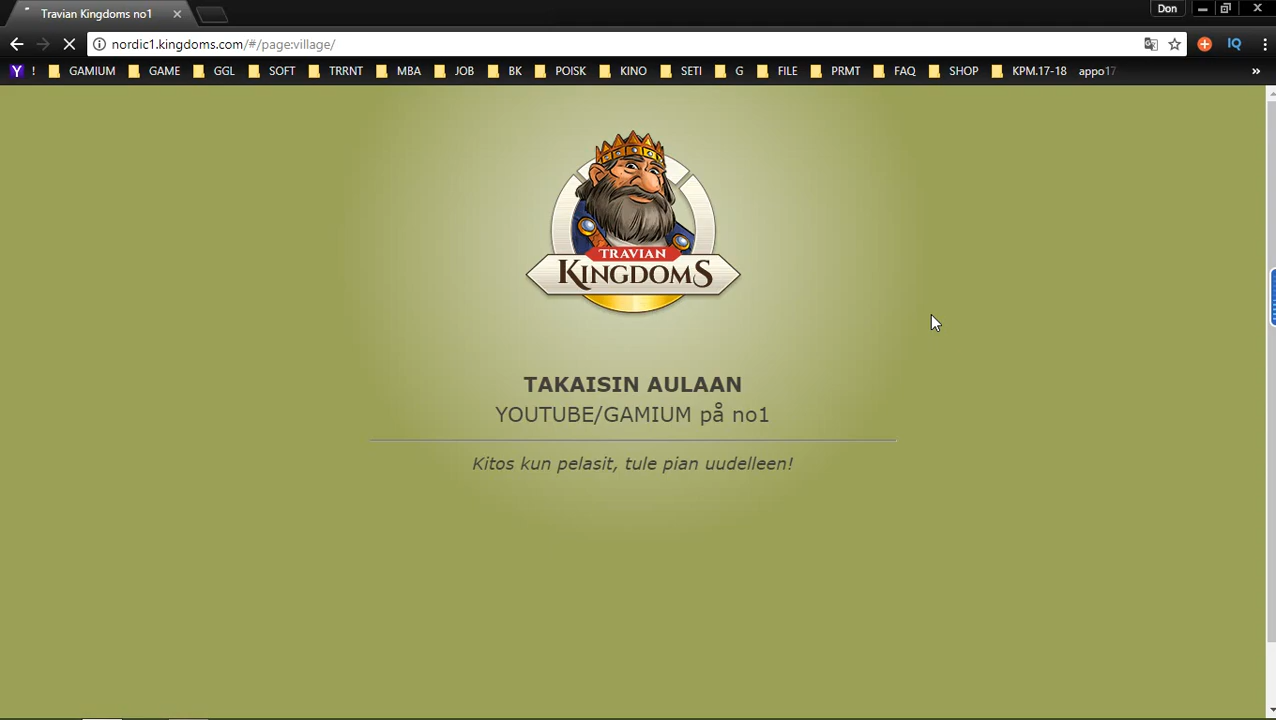 Travian Kingdoms no1
Don
nordic1.kingdoms.com/#/page:village/
IQ
Y ! GAMIUM GAME GGL SOFT TRRNT MBA JOB BK POISK KINO SETI G FILE PRMT FAQ SHOP KPM.17-18 appo17 »
TRAVIAN
KINGDOMS
TAKAISIN AULAAN
YOUTUBE/GAMIUM på no1
Kitos kun pelasit, tule pian uudelleen!